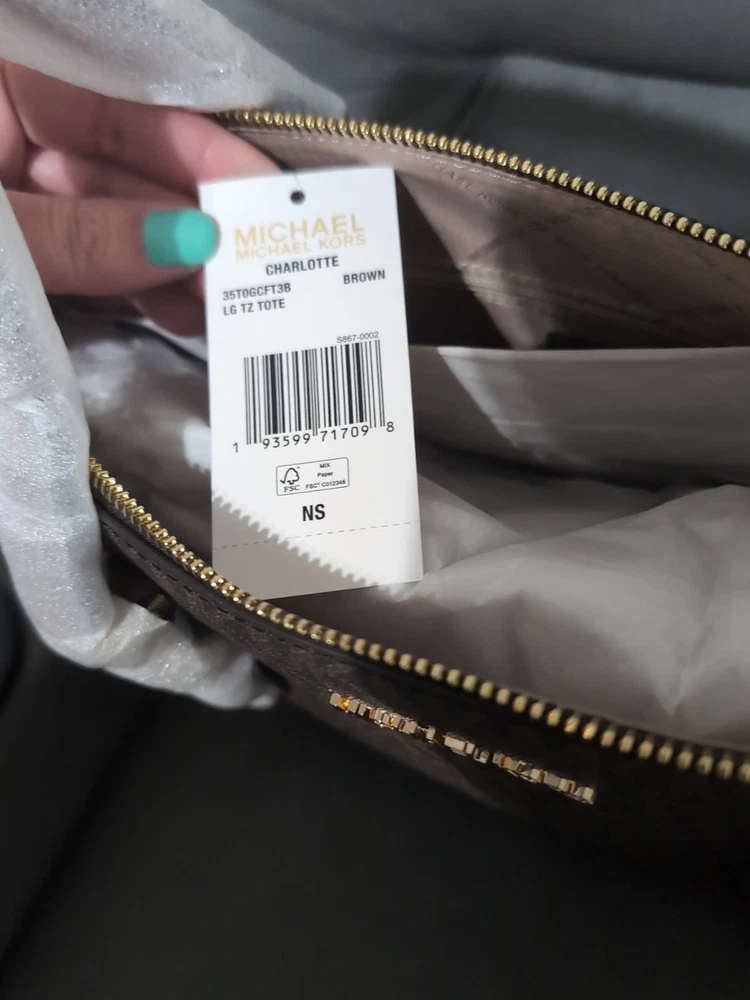 MICHAEL
MICHAEL KORS
CHARLOTTE
35T0GCFT3B BROWN
LG TZ TOTE
S867-0002
1 93599 71709 8
MIX
Paper
FSC FSC™ C012345
NS